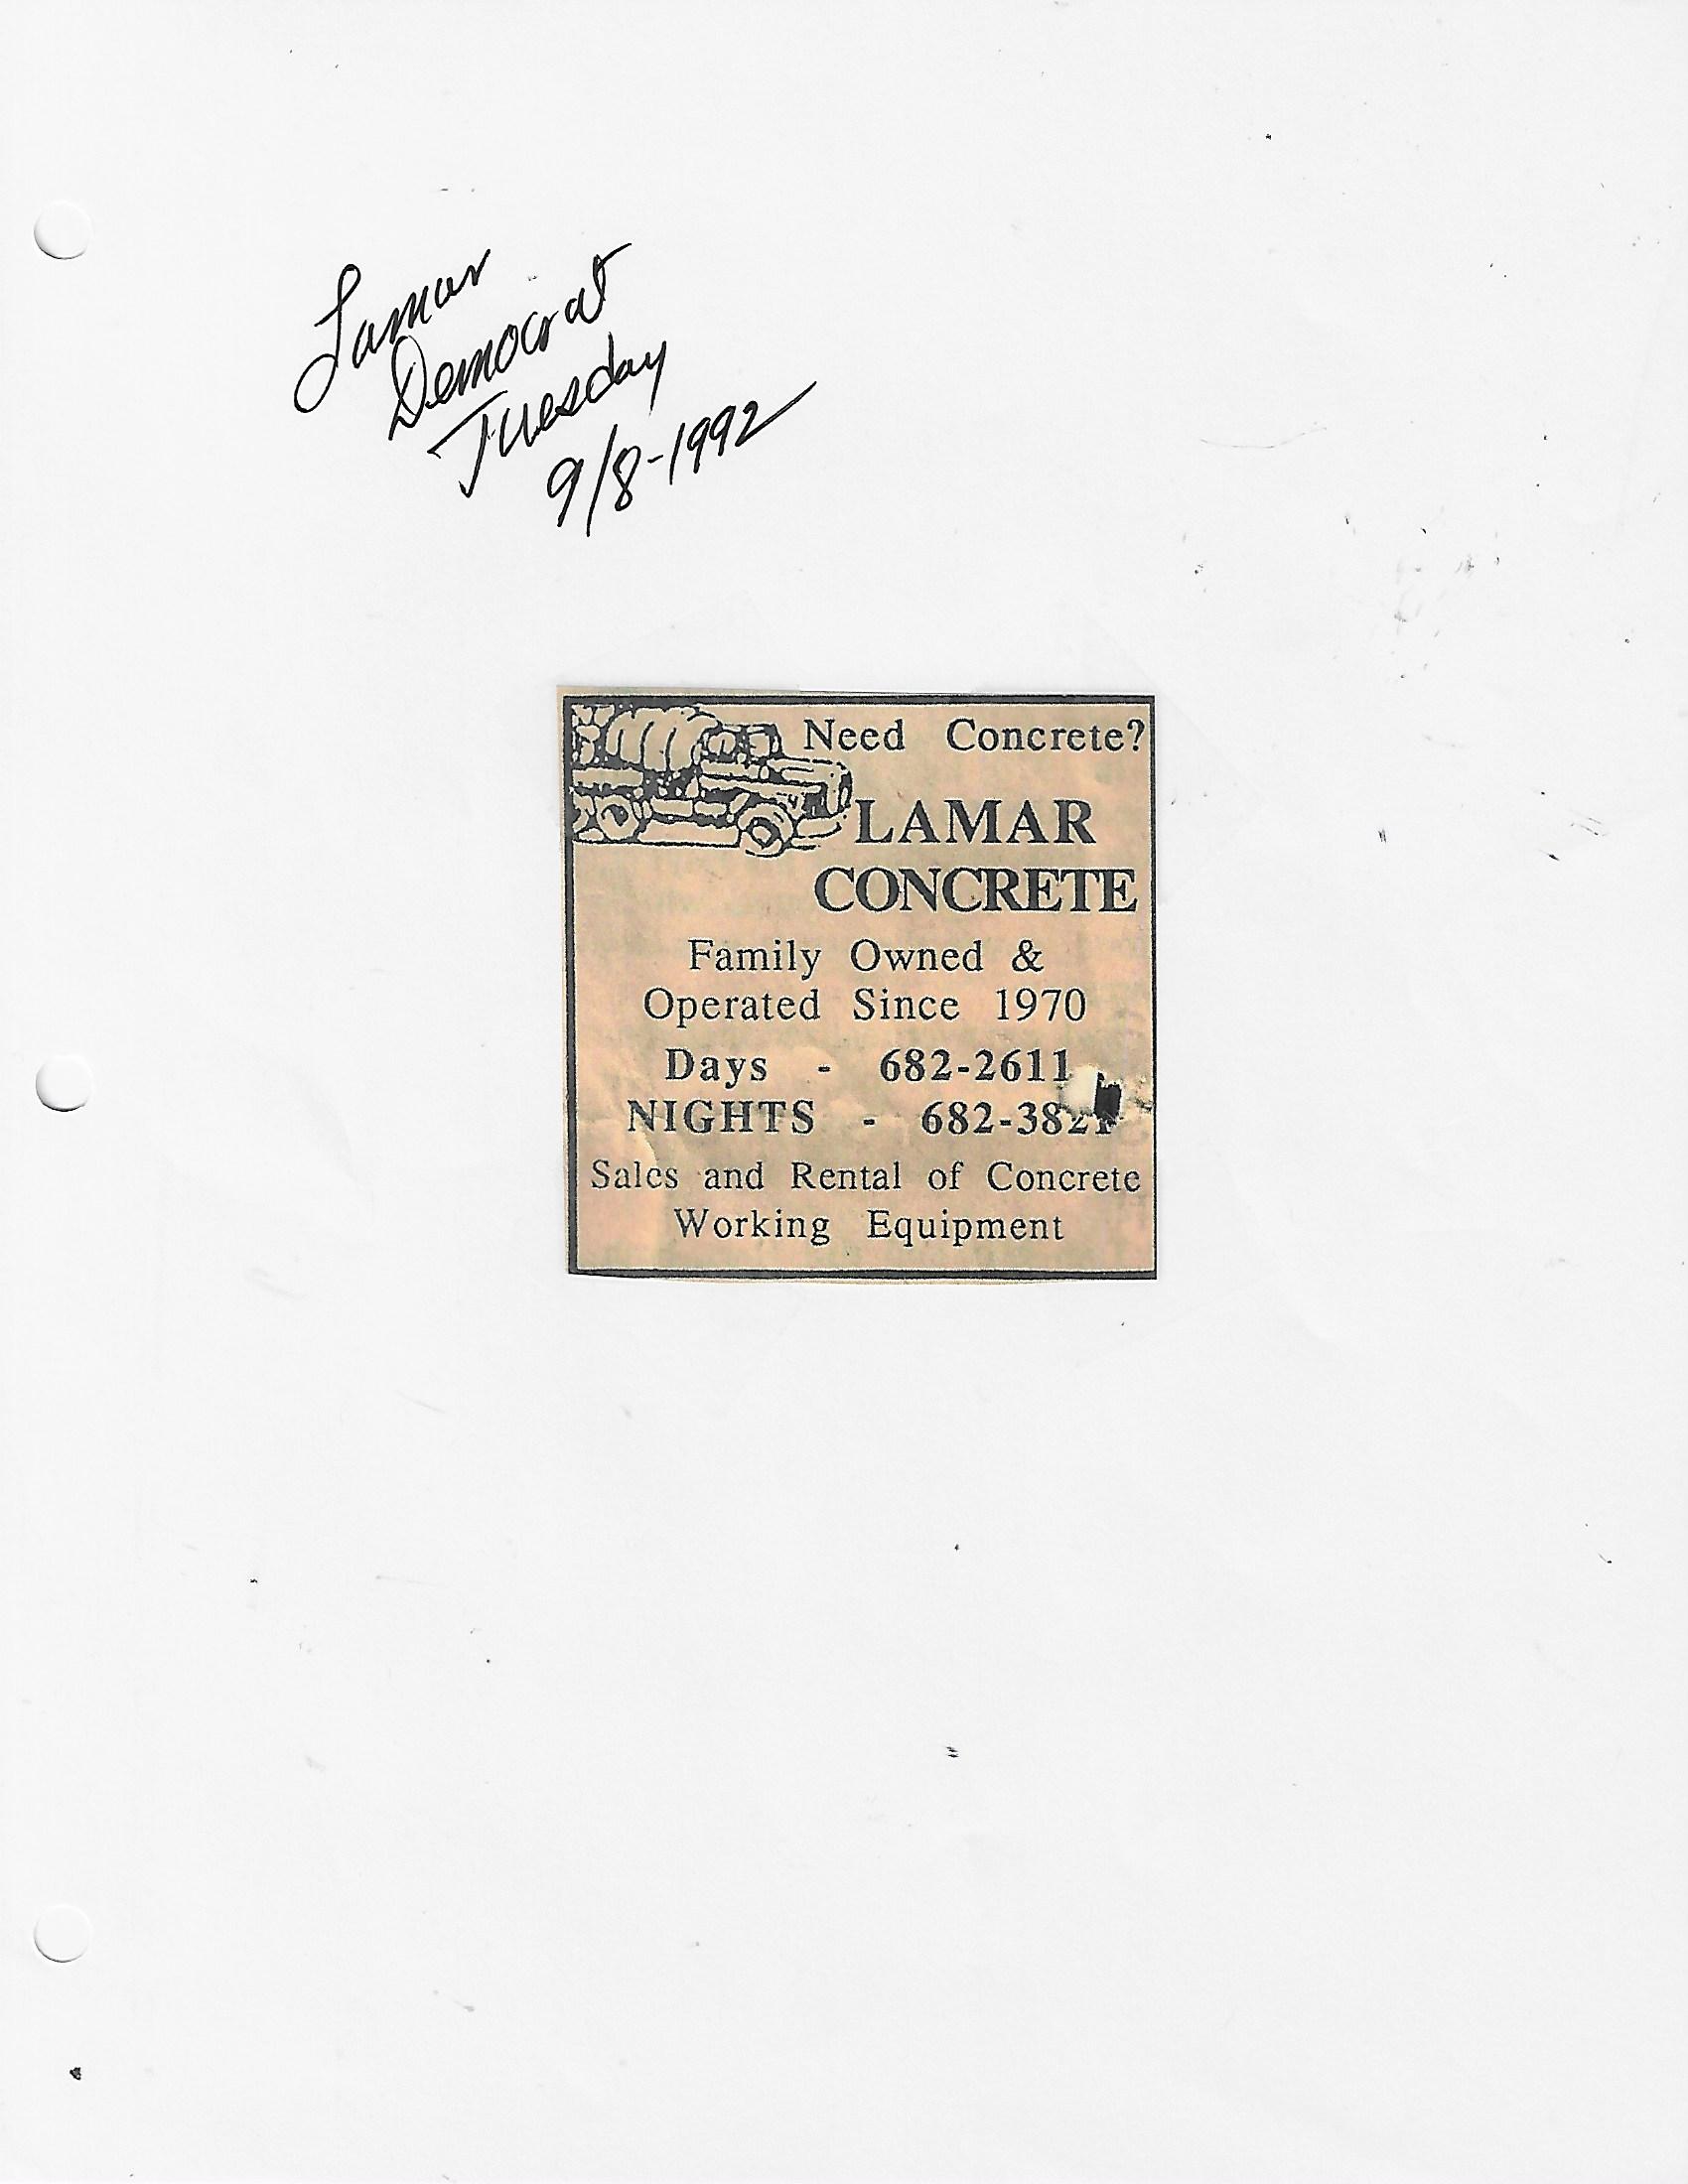 Lamar
Democrat
Tuesday
9/8-1992
Need Concrete?
LAMAR
CONCRETE
Family Owned &
Operated Since 1970
Days - 682-2611
NIGHTS - 682-3821
Sales and Rental of Concrete
Working Equipment